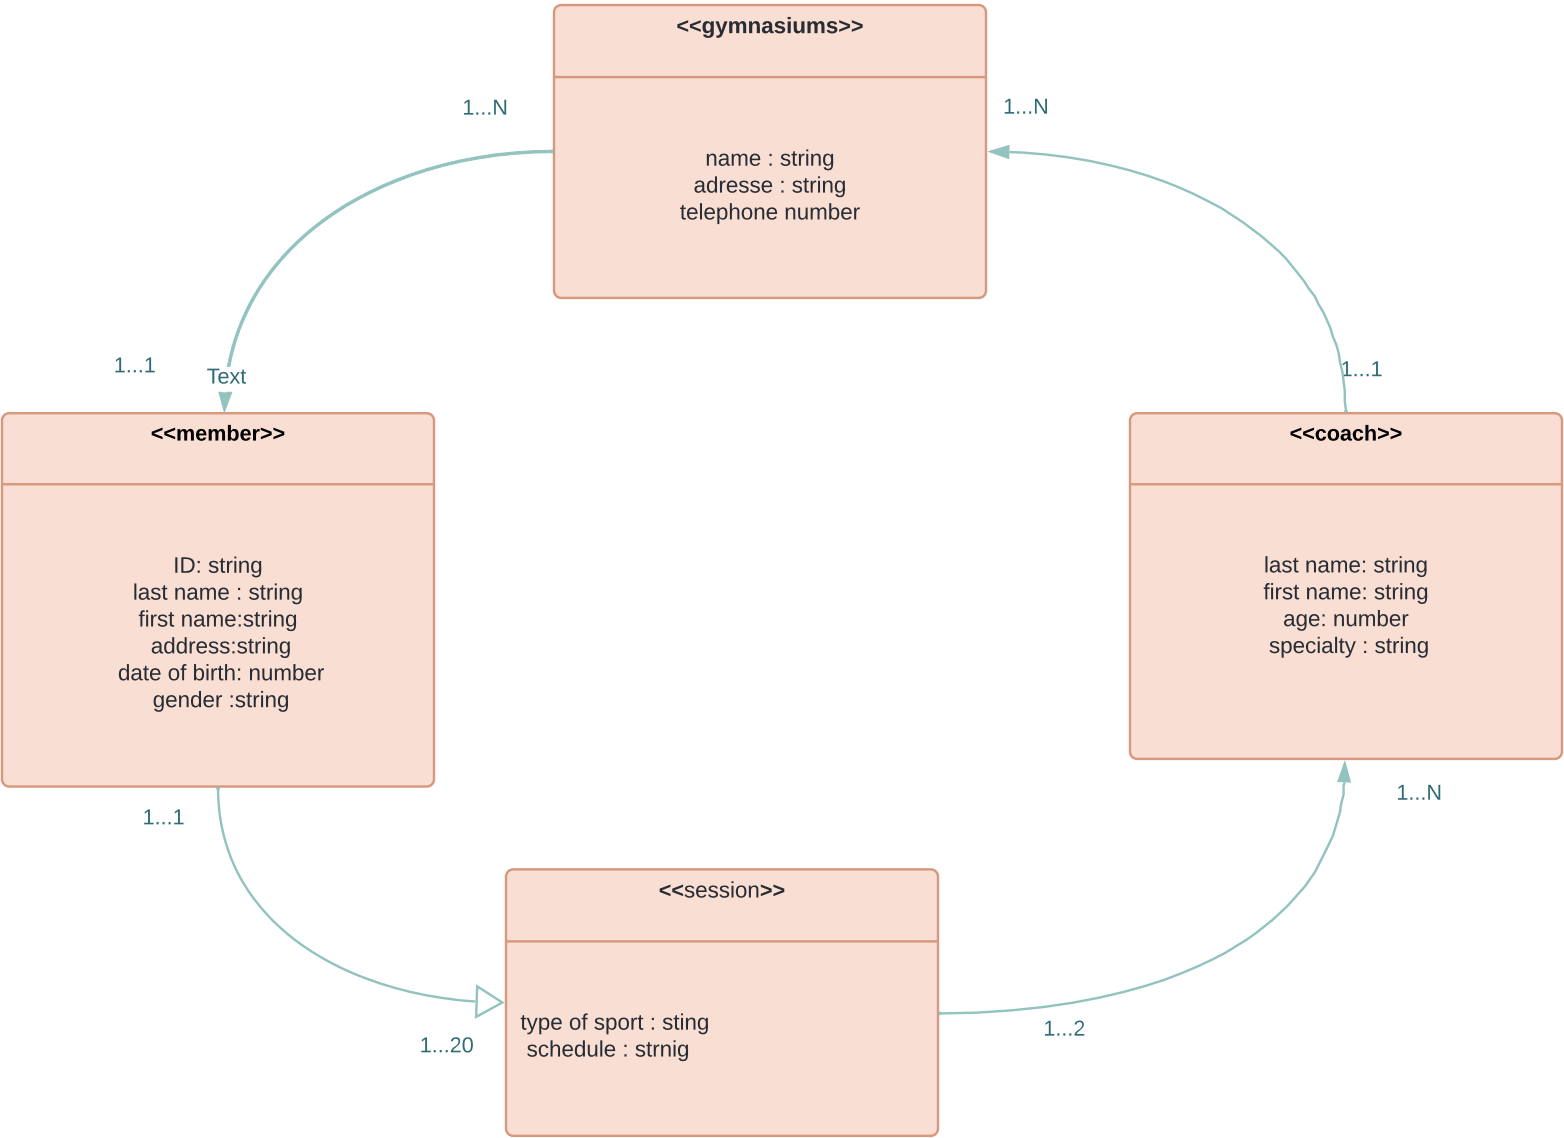 <<gymnasiums>>
name : string
adresse : string
telephone number
1...N
1...N
1...1
Text
1...1
<<member>>
ID: string
last name : string
first name:string
address:string
date of birth: number
gender :string
<<coach>>
last name: string
first name: string
age: number
specialty : string
1...1
1...N
<<session>>
type of sport : sting
schedule : strnig
1...20
1...2